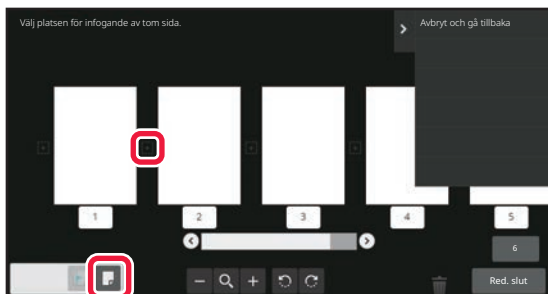 Välj platsen för infogande av tom sida.
Avbryt och gå tillbaka
1 2 3 4 5
6
Red. slut